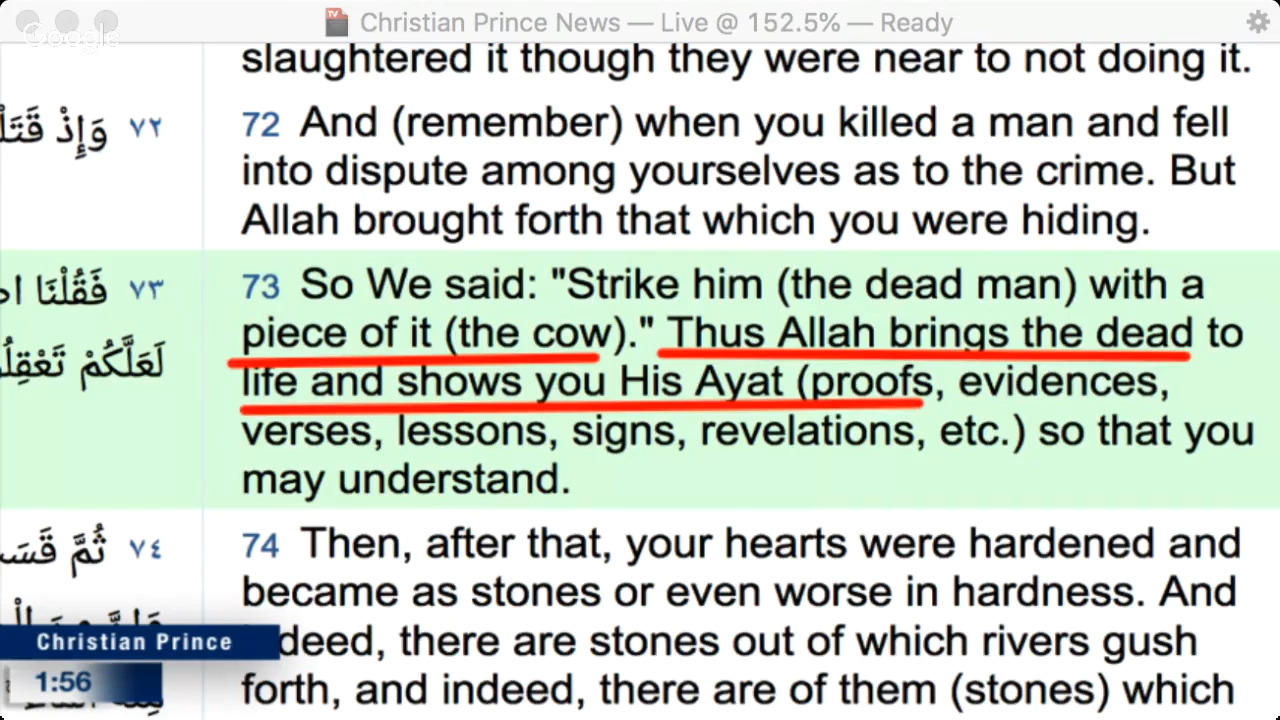 Google
TV
Christian Prince News — Live @ 152.5% — Ready
slaughtered it though they were near to not doing it.
وَإِذْ ٧٢
72 And (remember) when you killed a man and fell
into dispute among yourselves as to the crime. But
Allah brought forth that which you were hiding.
فَقُلْنَا ٧٣
73 So We said: "Strike him (the dead man) with a
piece of it (the cow)." Thus Allah brings the dead to
لَعَلَّكُمْ
life and shows you His Ayat (proofs, evidences,
verses, lessons, signs, revelations, etc.) so that you
may understand.
ثُمَّ ٧٤
74 Then, after that, your hearts were hardened and
became as stones or even worse in hardness. And
deed, there are stones out of which rivers gush
Christian Prince
forth, and indeed, there are of them (stones) which
1:56